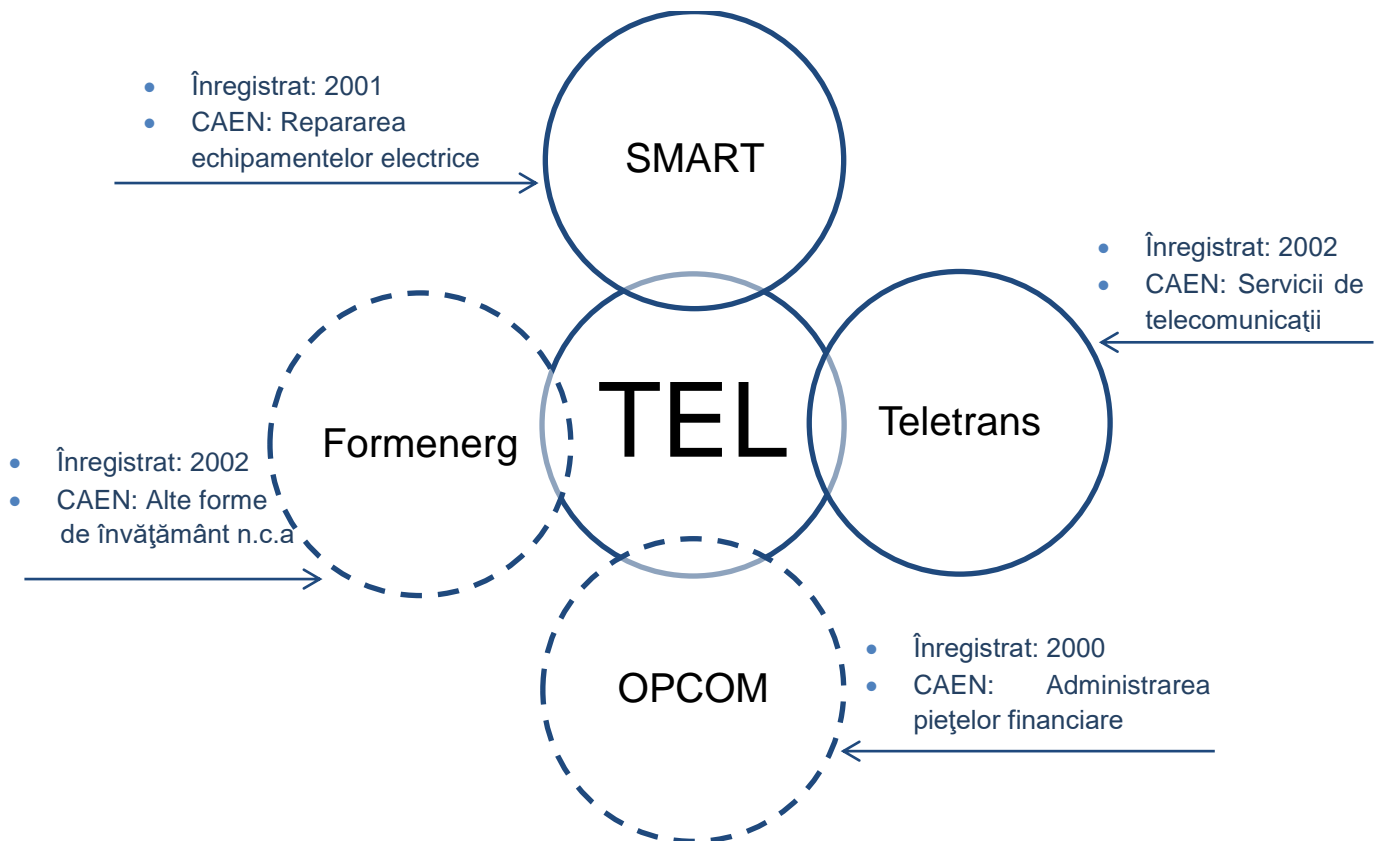 • Înregistrat: 2001
• CAEN: Repararea
echipamentelor electrice
SMART
• Înregistrat: 2002
• CAEN: Servicii de
telecomunicaţii
TEL
Teletrans
Formenerg
• Înregistrat: 2002
• CAEN: Alte forme
de învăţământ n.c.a
• Înregistrat: 2000
• CAEN: Administrarea
pieţelor financiare
OPCOM